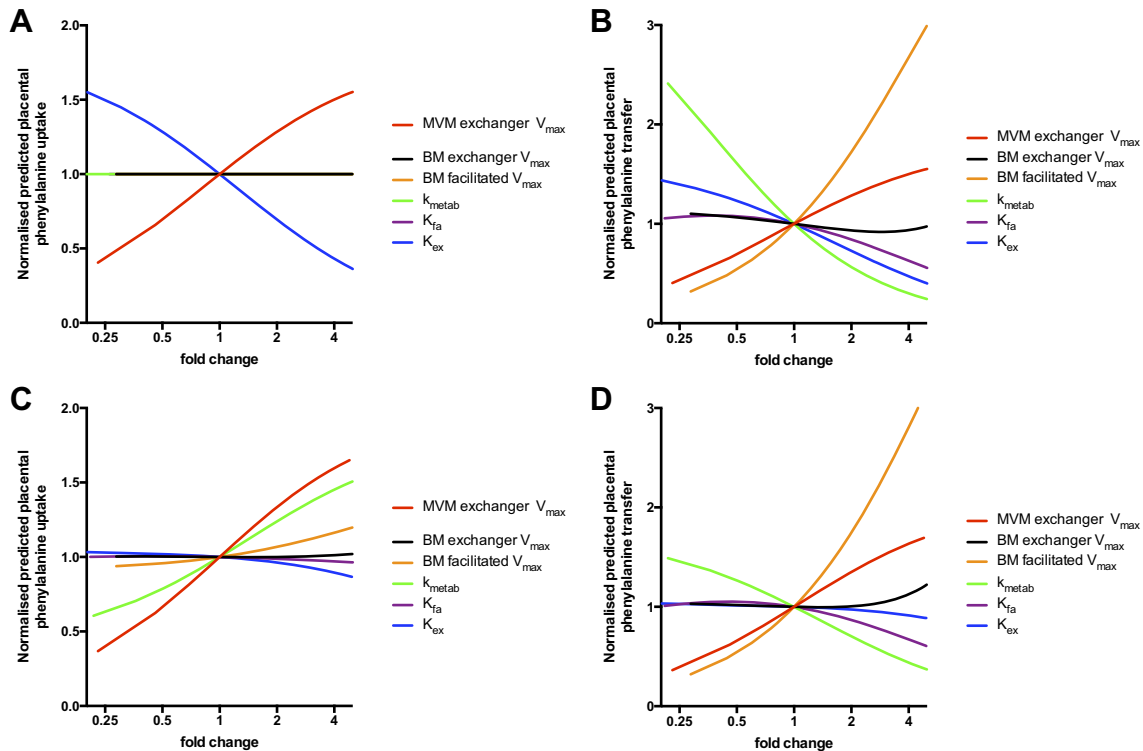 A
Normalised predicted placental
phenylanine uptake
2.0
1.5
1.0
0.5
0.0
0.25
0.5
1
2
4
fold change
MVM exchanger Vmax
BM exchanger Vmax
BM facilitated Vmax
kmetab
Kfa
Kex
B
Normalised predicted placental
phenylanine transfer
3
2
1
0
0.25
0.5
1
2
4
fold change
MVM exchanger Vmax
BM exchanger Vmax
BM facilitated Vmax
kmetab
Kfa
Kex
C
Normalised predicted placental
phenylanaline uptake
2.0
1.5
1.0
0.5
0.0
0.25
0.5
1
2
4
fold change
MVM exchanger Vmax
BM exchanger Vmax
BM facilitated Vmax
kmetab
Kfa
Kex
D
Normalised predicted placental
phenylanaline transfer
3
2
1
0
0.25
0.5
1
2
4
fold change
MVM exchanger Vmax
BM exchanger Vmax
BM facilitated Vmax
kmetab
Kfa
Kex